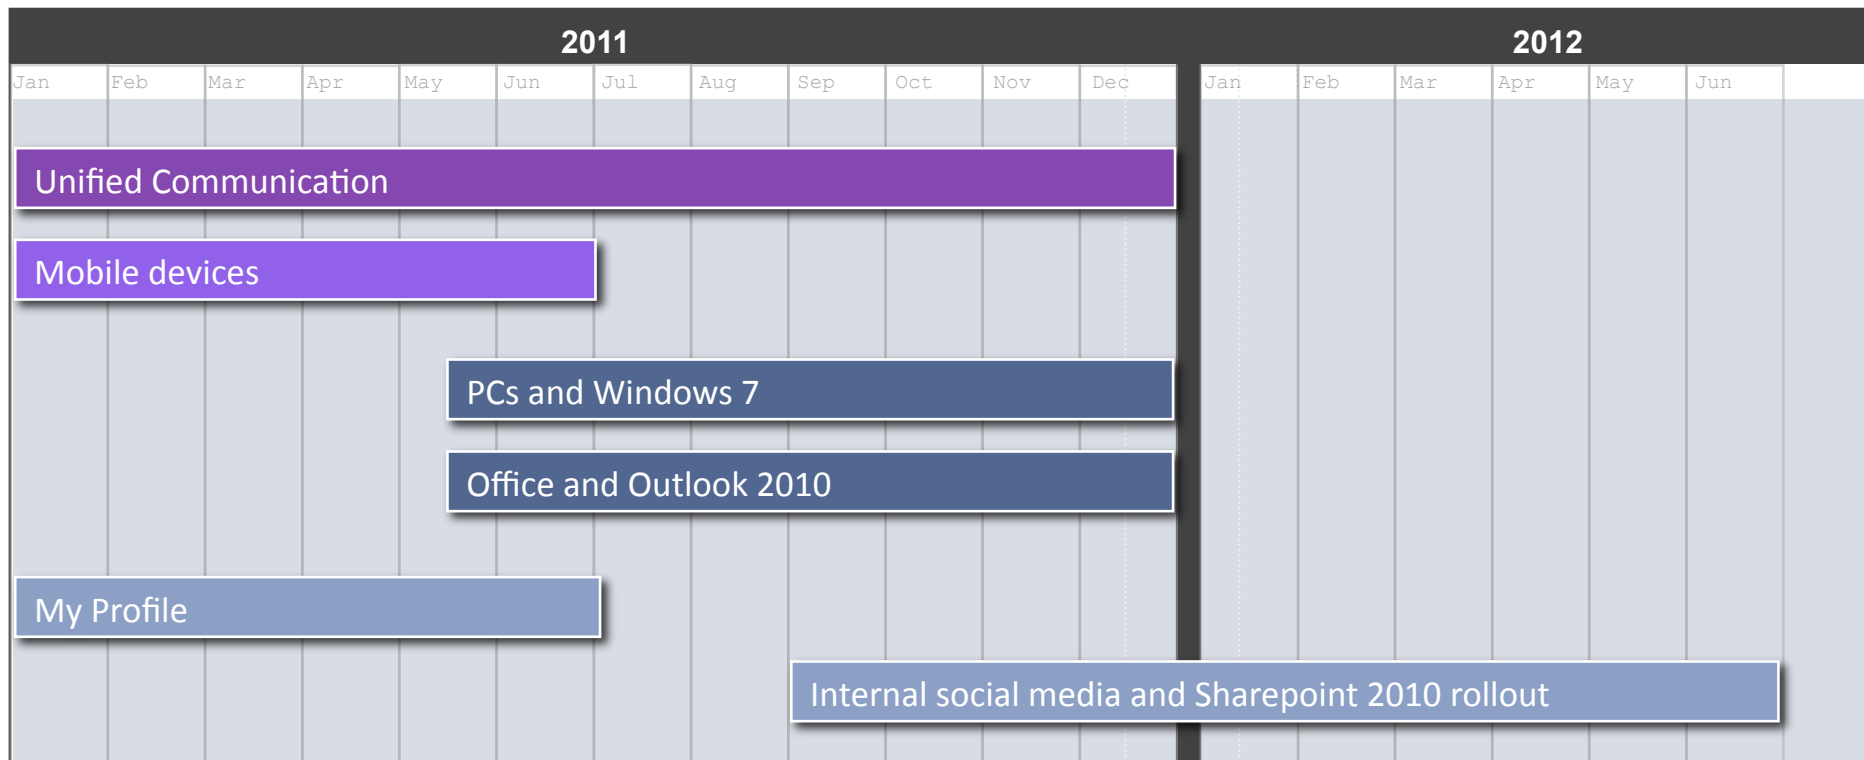 2011 2012
Jan Feb Mar Apr May Jun Jul Aug Sep Oct Nov Dec Jan Feb Mar Apr May Jun
Unified Communication
Mobile devices
PCs and Windows 7
Office and Outlook 2010
My Profile
Internal social media and Sharepoint 2010 rollout